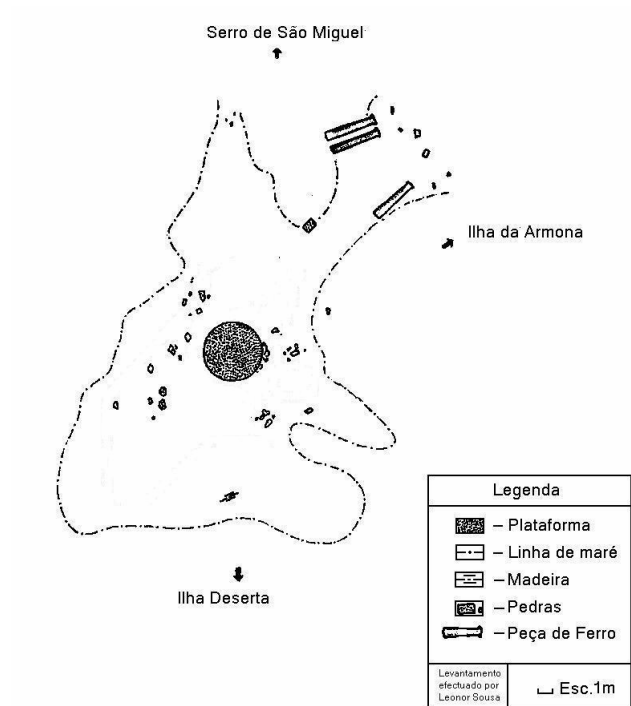 Serro de São Miguel
Ilha da Armona
Ilha Deserta
Legenda
– Plataforma
– Linha de maré
– Madeira
– Pedras
– Peça de Ferro
Levantamento
efectuado por
Leonor Sousa
Esc.1m